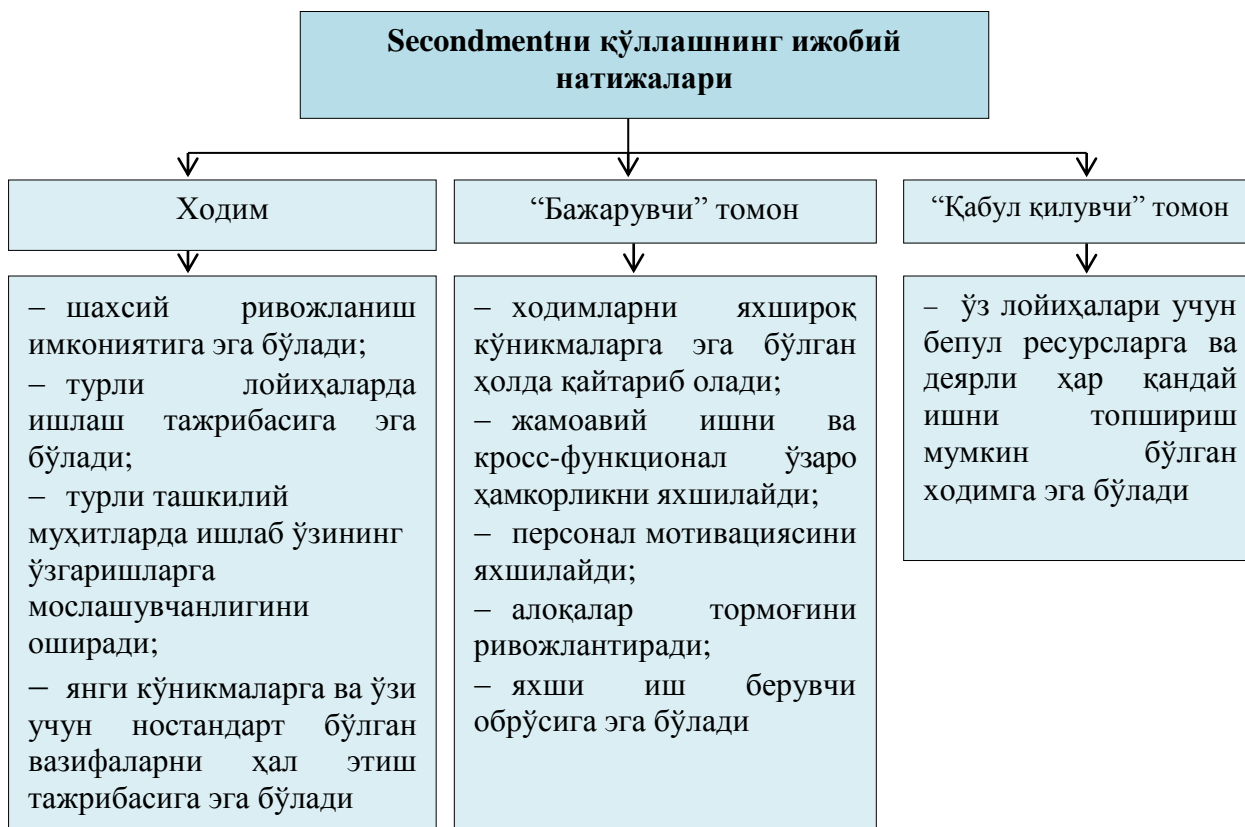 Secondmentни қўллашнинг ижобий
натижалари
Ходим
“Бажарувчи” томон
“Қабул қилувчи” томон
– шахсий ривожланиш
имкониятига эга бўлади;
– турли лойиҳаларда
ишлаш тажрибасига эга
бўлади;
– турли ташкилий
муҳитларда ишлаб ўзининг
ўзгаришларга
мослашувчанлигини
оширади;
– янги кўникмаларга ва ўзи
учун ностандарт бўлган
вазифаларни ҳал этиш
тажрибасига эга бўлади
– ходимларни яхшироқ
кўникмаларга эга бўлган
ҳолда қайтариб олади;
– жамоавий ишни ва
кросс-функционал ўзаро
ҳамкорликни яхшилайди;
– персонал мотивациясини
яхшилайди;
– алоқалар тормоғини
ривожлантиради;
– яхши иш берувчи
обрўсига эга бўлади
– ўз лойиҳалари учун
бепул ресурсларга ва
деярли ҳар қандай
ишни топшириш
мумкин бўлган
ходимга эга бўлади